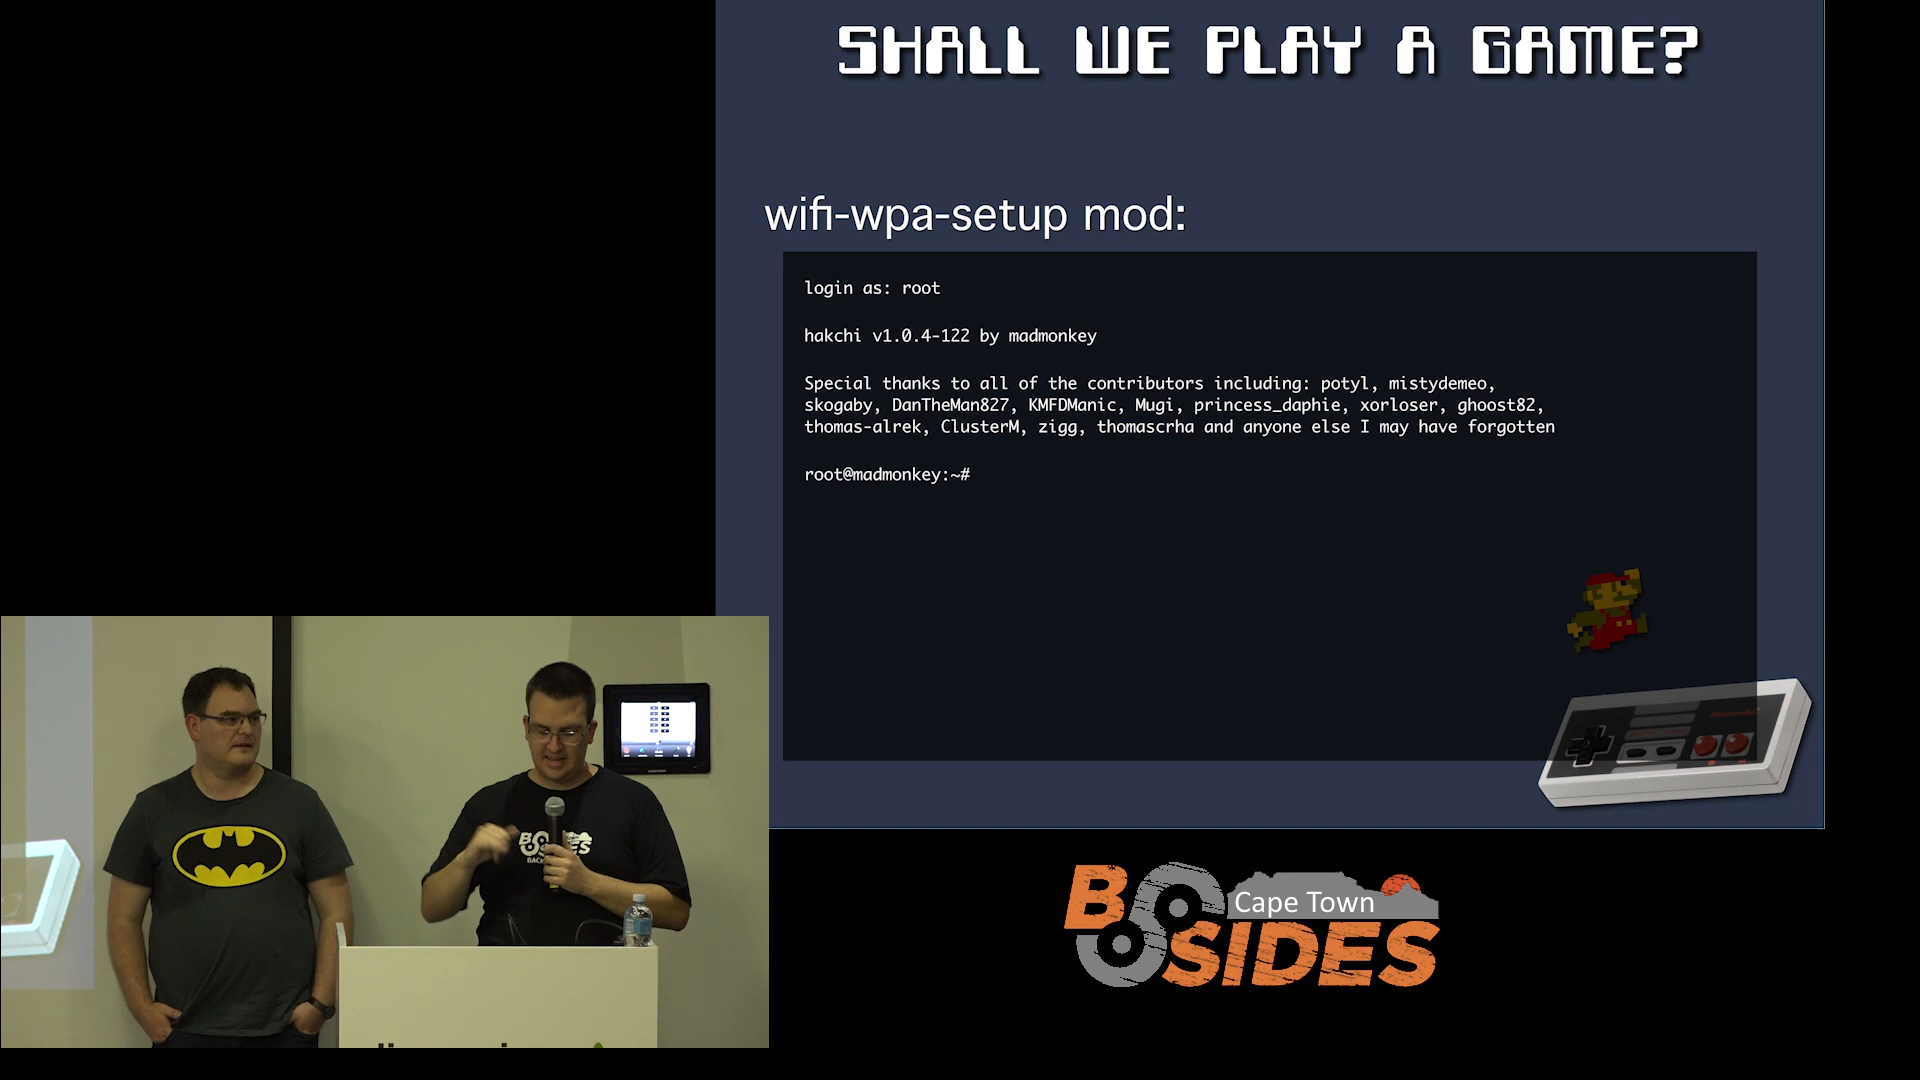 SHALL WE PLAY A GAME?
wifi-wpa-setup mod:
login as: root
hakchi v1.0.4-122 by madmonkey
Special thanks to all of the contributors including: potyl, mistydemeo,
skogaby, DanTheMan827, KMFDManic, Mugi, princess_daphie, xorloser, ghoost82,
thomas-alrek, ClusterM, zigg, thomascrha and anyone else I may have forgotten
root@madmonkey:~#
Nintendo
Cape Town
BSIDES